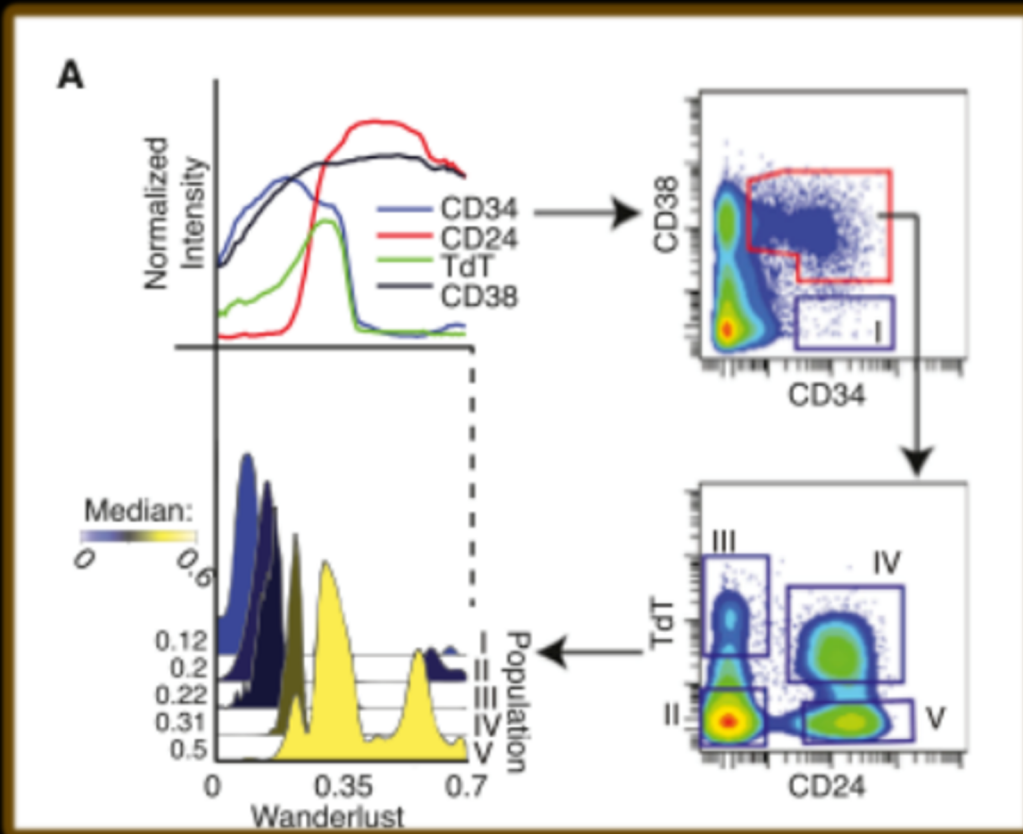 A
Normalized
Intensity
CD34
CD24
TdT
CD38
CD38
I
CD34
Median:
0
0.6
0.12
0.2
0.22
0.31
0.5
I
II
III
IV
V
Population
0
0.35
0.7
Wanderlust
III
IV
TdT
II
V
CD24